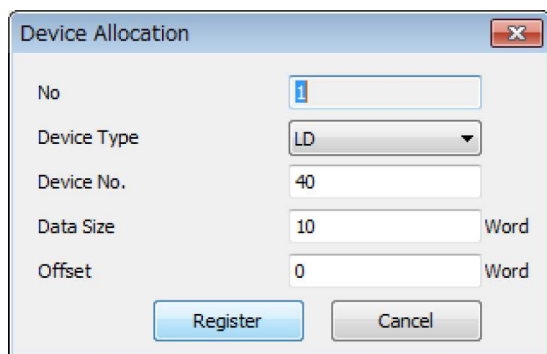 Device Allocation
No 1
Device Type LD
Device No. 40
Data Size 10 Word
Offset 0 Word
Register Cancel